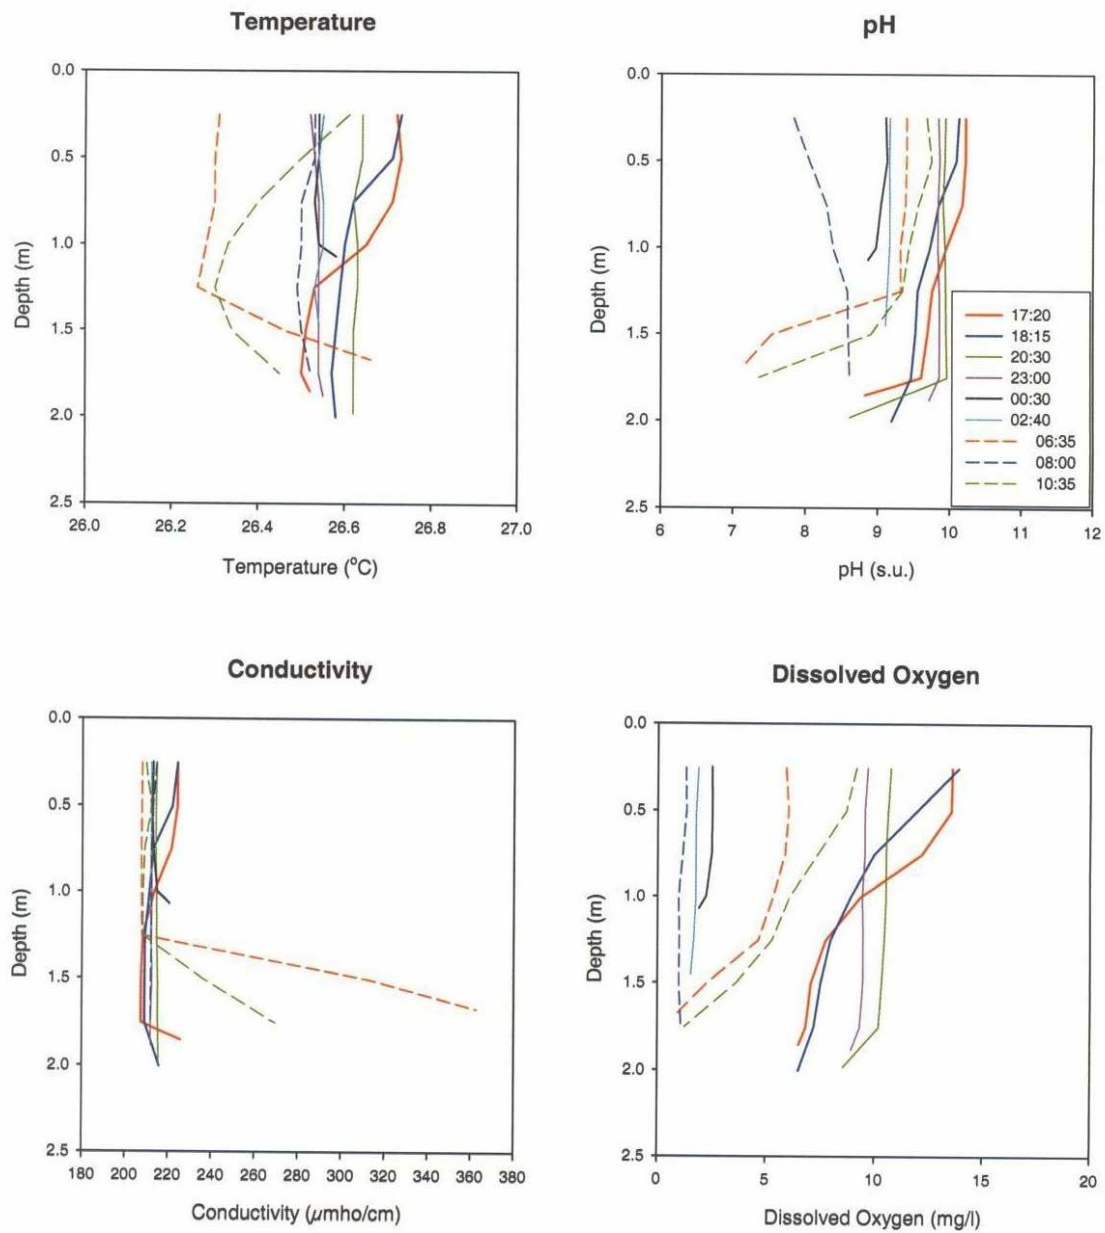 Temperature
pH
0.0
0.5
1.0
1.5
2.0
2.5
Depth (m)
26.0 26.2 26.4 26.6 26.8 27.0
Temperature (°C)
0.0
0.5
1.0
1.5
2.0
2.5
Depth (m)
17:20
18:15
20:30
23:00
00:30
02:40
06:35
08:00
10:35
6 7 8 9 10 11 12
pH (s.u.)
Conductivity
Dissolved Oxygen
0.0
0.5
1.0
1.5
2.0
2.5
Depth (m)
180 200 220 240 260 280 300 320 340 360 380
Conductivity (µmho/cm)
0.0
0.5
1.0
1.5
2.0
2.5
Depth (m)
0 5 10 15 20
Dissolved Oxygen (mg/l)